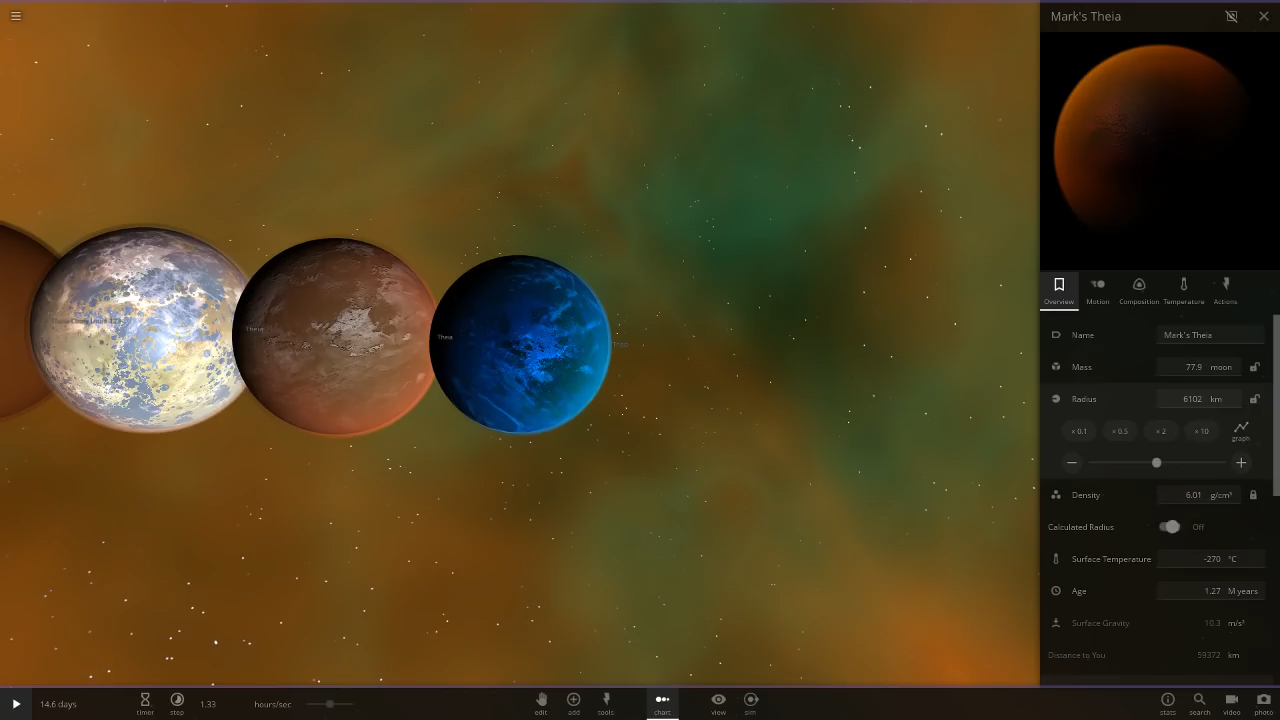 Mark's Theia
Overview
Motion
Composition
Temperature
Actions
Name Mark's Theia
Mass 77.9 moon
Radius 6102 km
× 0.1 × 0.5 × 2 × 10 graph
Density 6.01 g/cm³
Calculated Radius Off
Surface Temperature -270 °C
Age 1.27 M years
Surface Gravity 10.3 m/s²
Distance to You 59372 km
Theia
Theia
14.6 days
timer
step
1.33 hours/sec
edit
add
tools
chart
view
sim
stats
search
video
photo